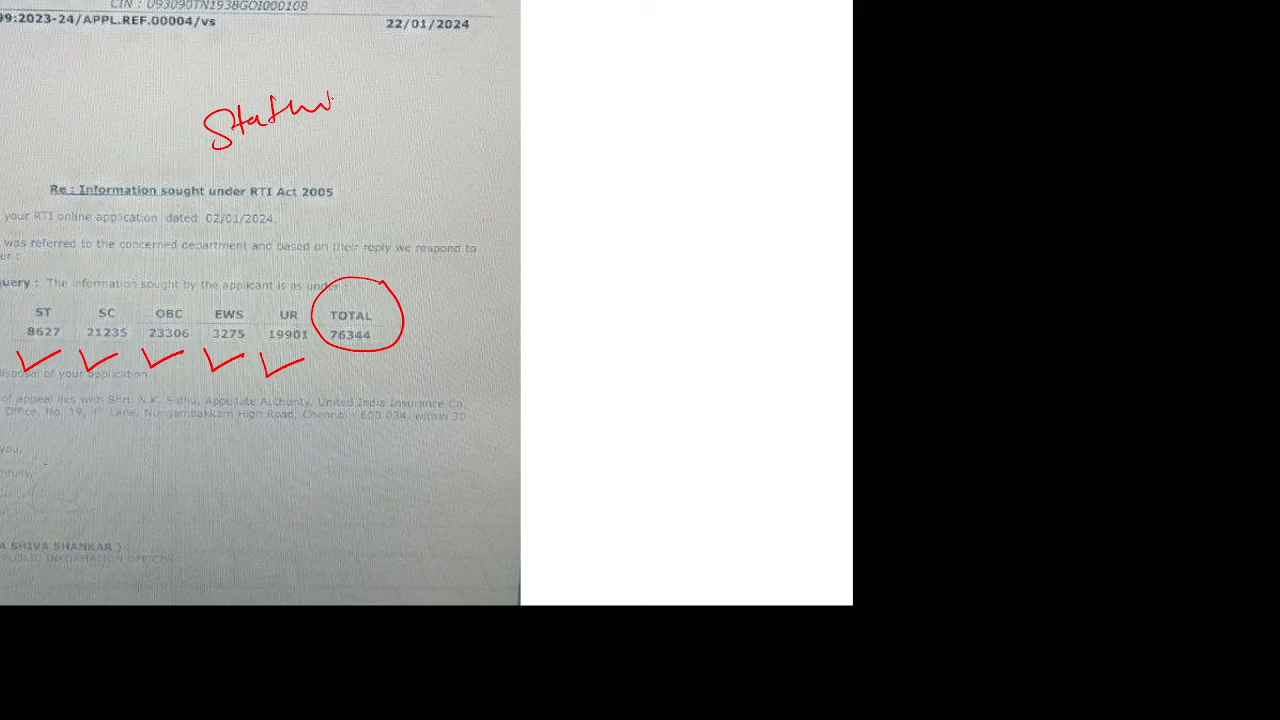 CIN : U93090TN1938GOI000108
99:2023-24/APPL.REF.00004/vs 22/01/2024
Re : Information sought under RTI Act 2005
your RTI online application dated 02/01/2024.
was referred to the concerned department and based on their reply we respond to
ur :
uery : The information sought by the applicant is as under :
ST SC OBC EWS UR TOTAL
8627 21235 23306 3275 19901 76344
disposal of your application.
of appeal lies with Shri. N.K. Sidhu, Appellate Authority, United India Insurance Co.
Office, No. 19, 4th Lane, Nungambakkam High Road, Chennai - 600 034, within 30
you,
hfully,
A SHIVA SHANKAR )
PUBLIC INFORMATION OFFICER